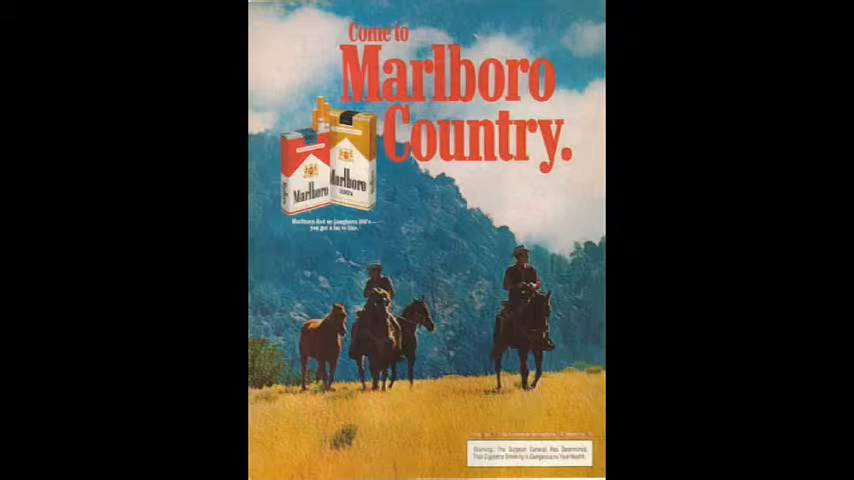 Come to
Marlboro
Country.
Marlboro
Marlboro
100's
Marlboro Red or Longhorn 100's—
you get a lot to like.
Warning: The Surgeon General Has Determined
That Cigarette Smoking Is Dangerous to Your Health.